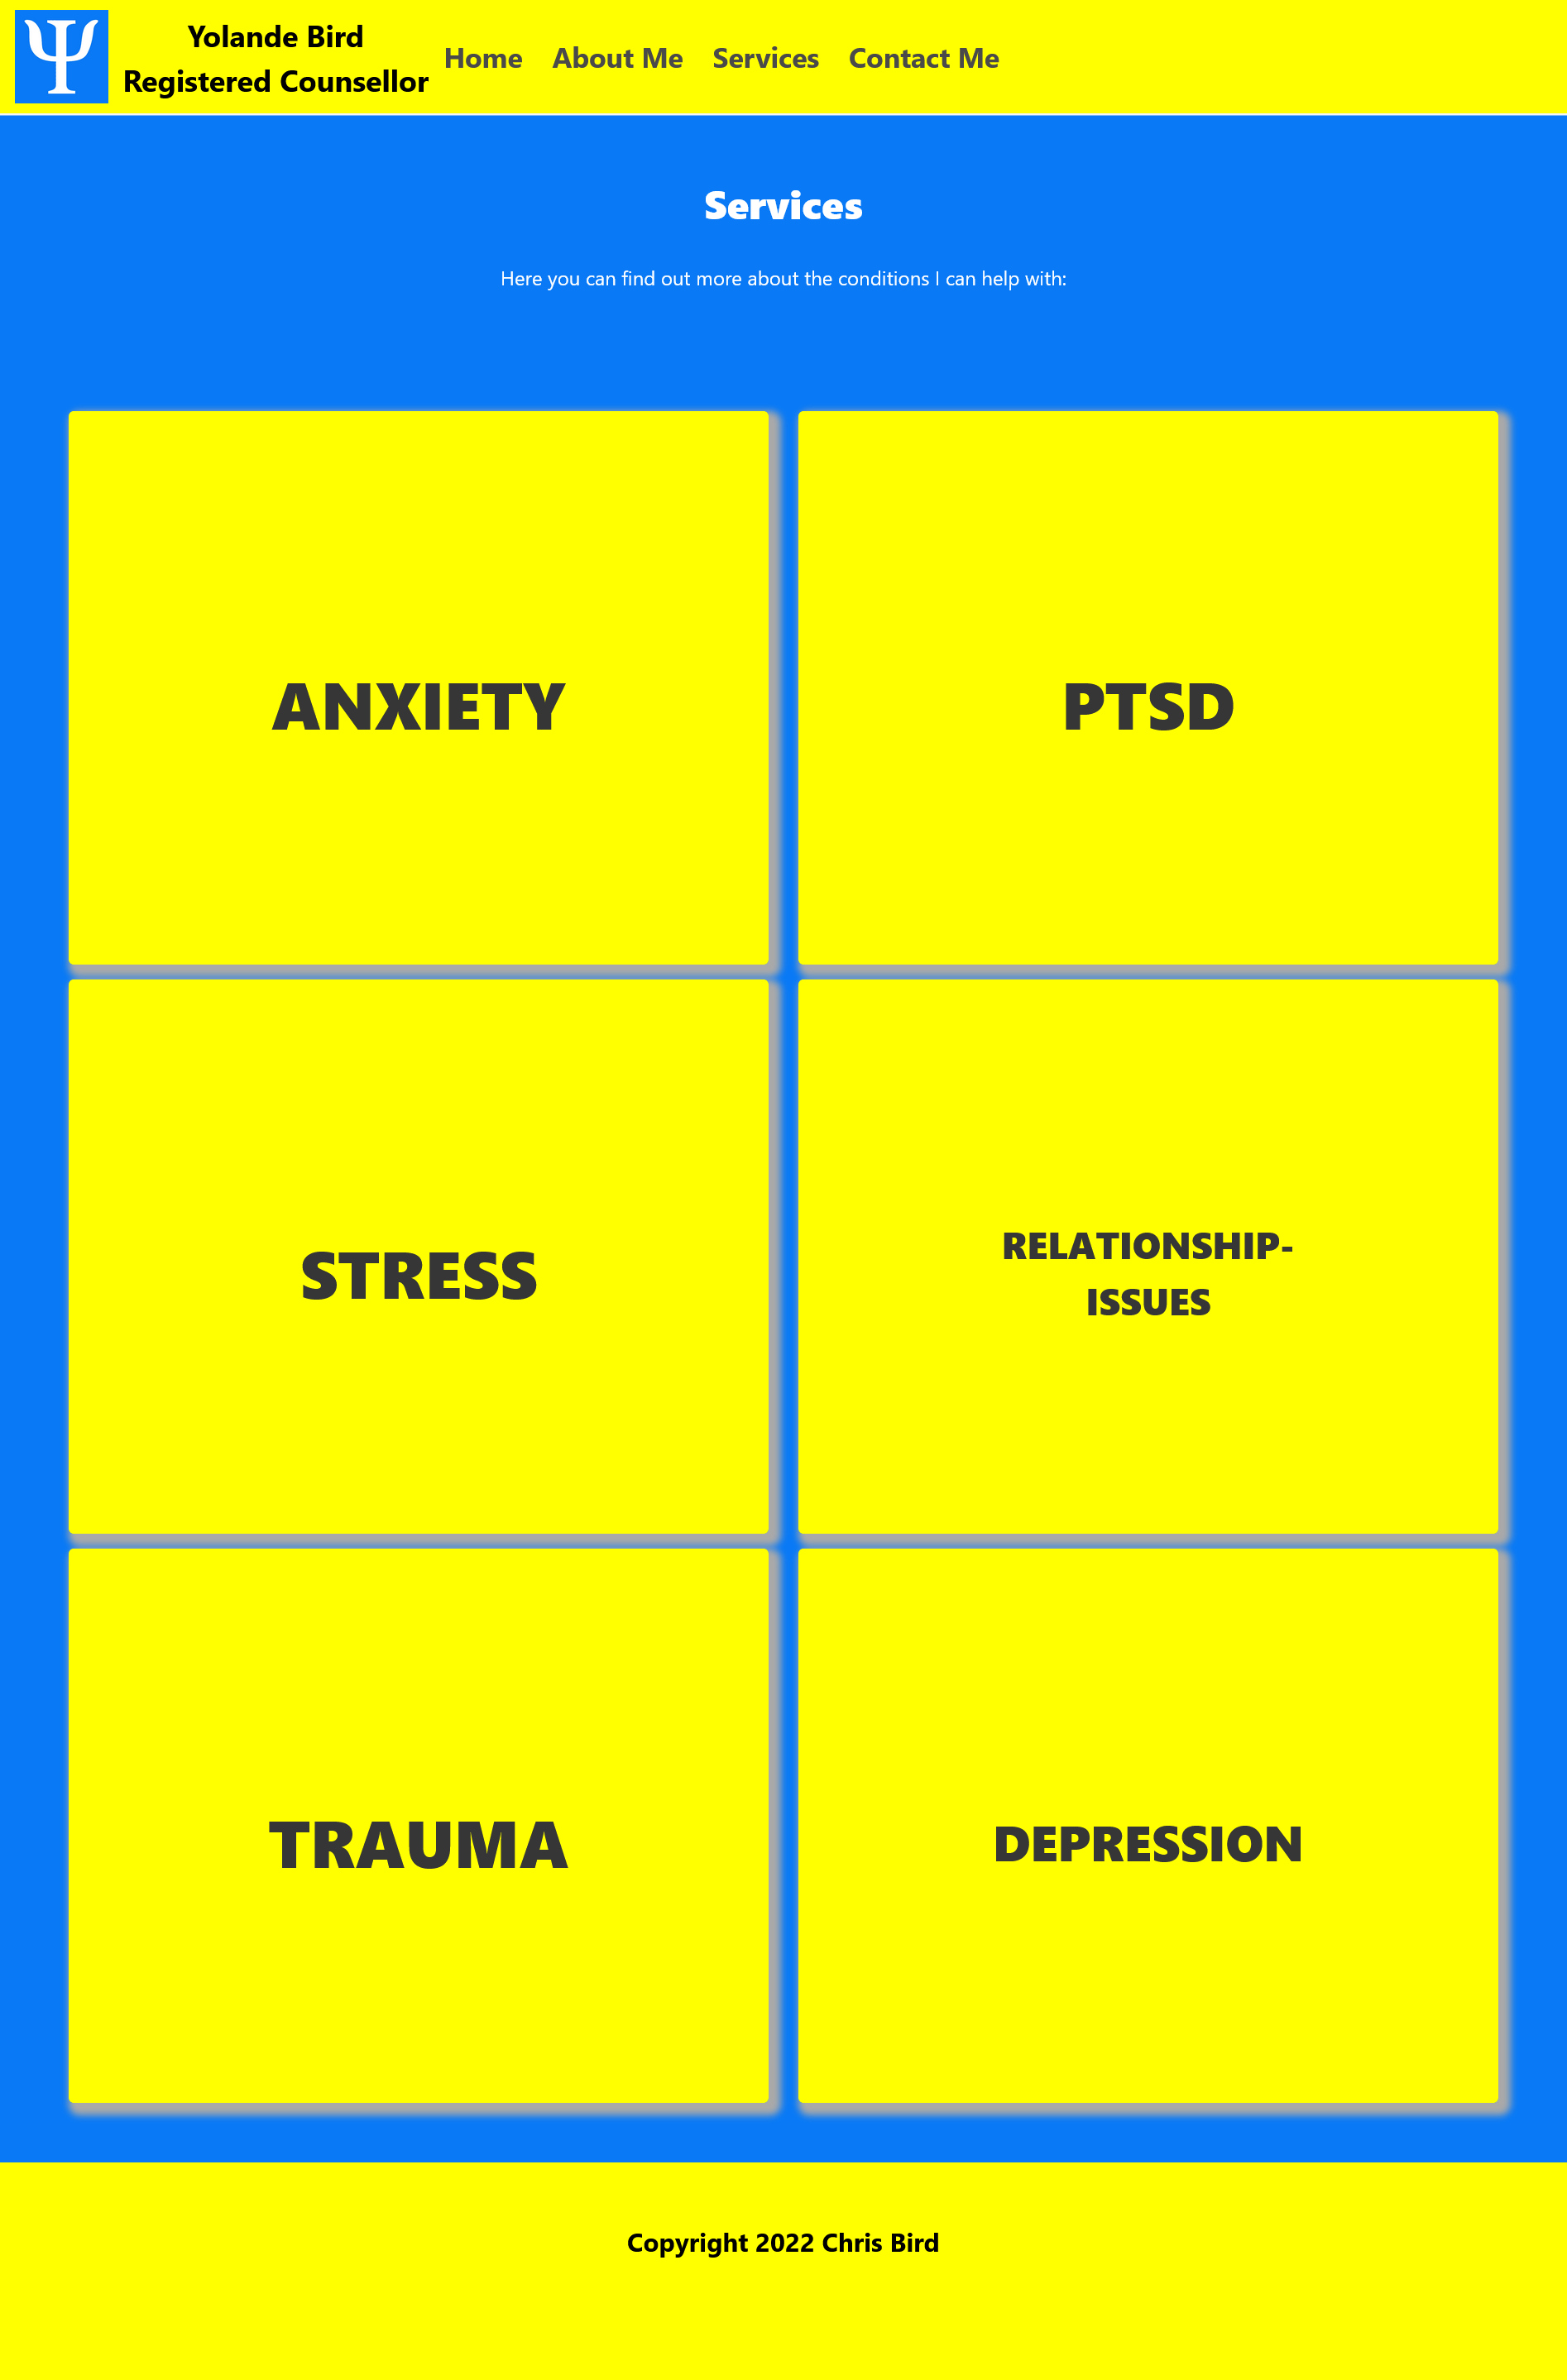 Ψ
Yolande Bird
Registered Counsellor
Home About Me Services Contact Me
Services
Here you can find out more about the conditions I can help with:
ANXIETY
PTSD
STRESS
RELATIONSHIP-
ISSUES
TRAUMA
DEPRESSION
Copyright 2022 Chris Bird